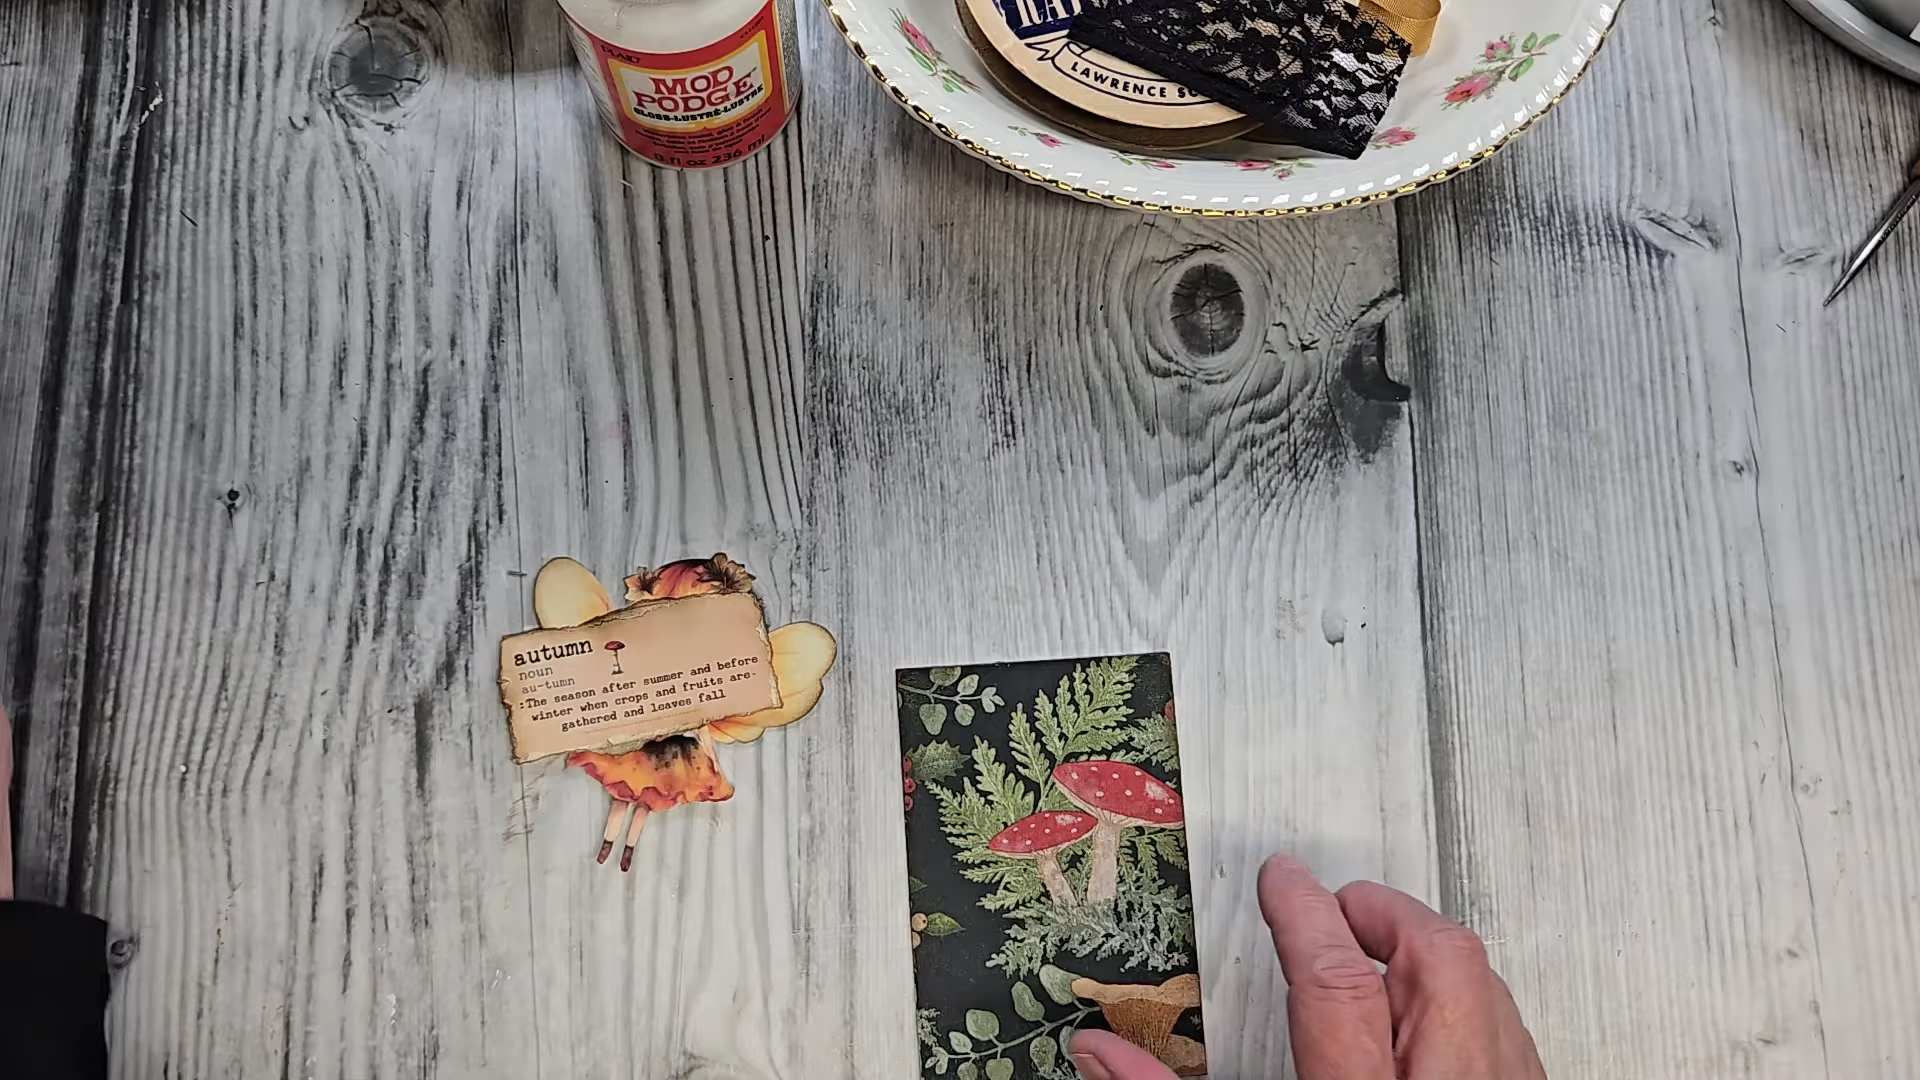 PLAID
MOD
PODGE
GLOSS-LUSTRÉ-LUSTRE
8 fl oz 236 ml
LAWRENCE
autumn
noun
au-tumn
:The season after summer and before
winter when crops and fruits are-
gathered and leaves fall